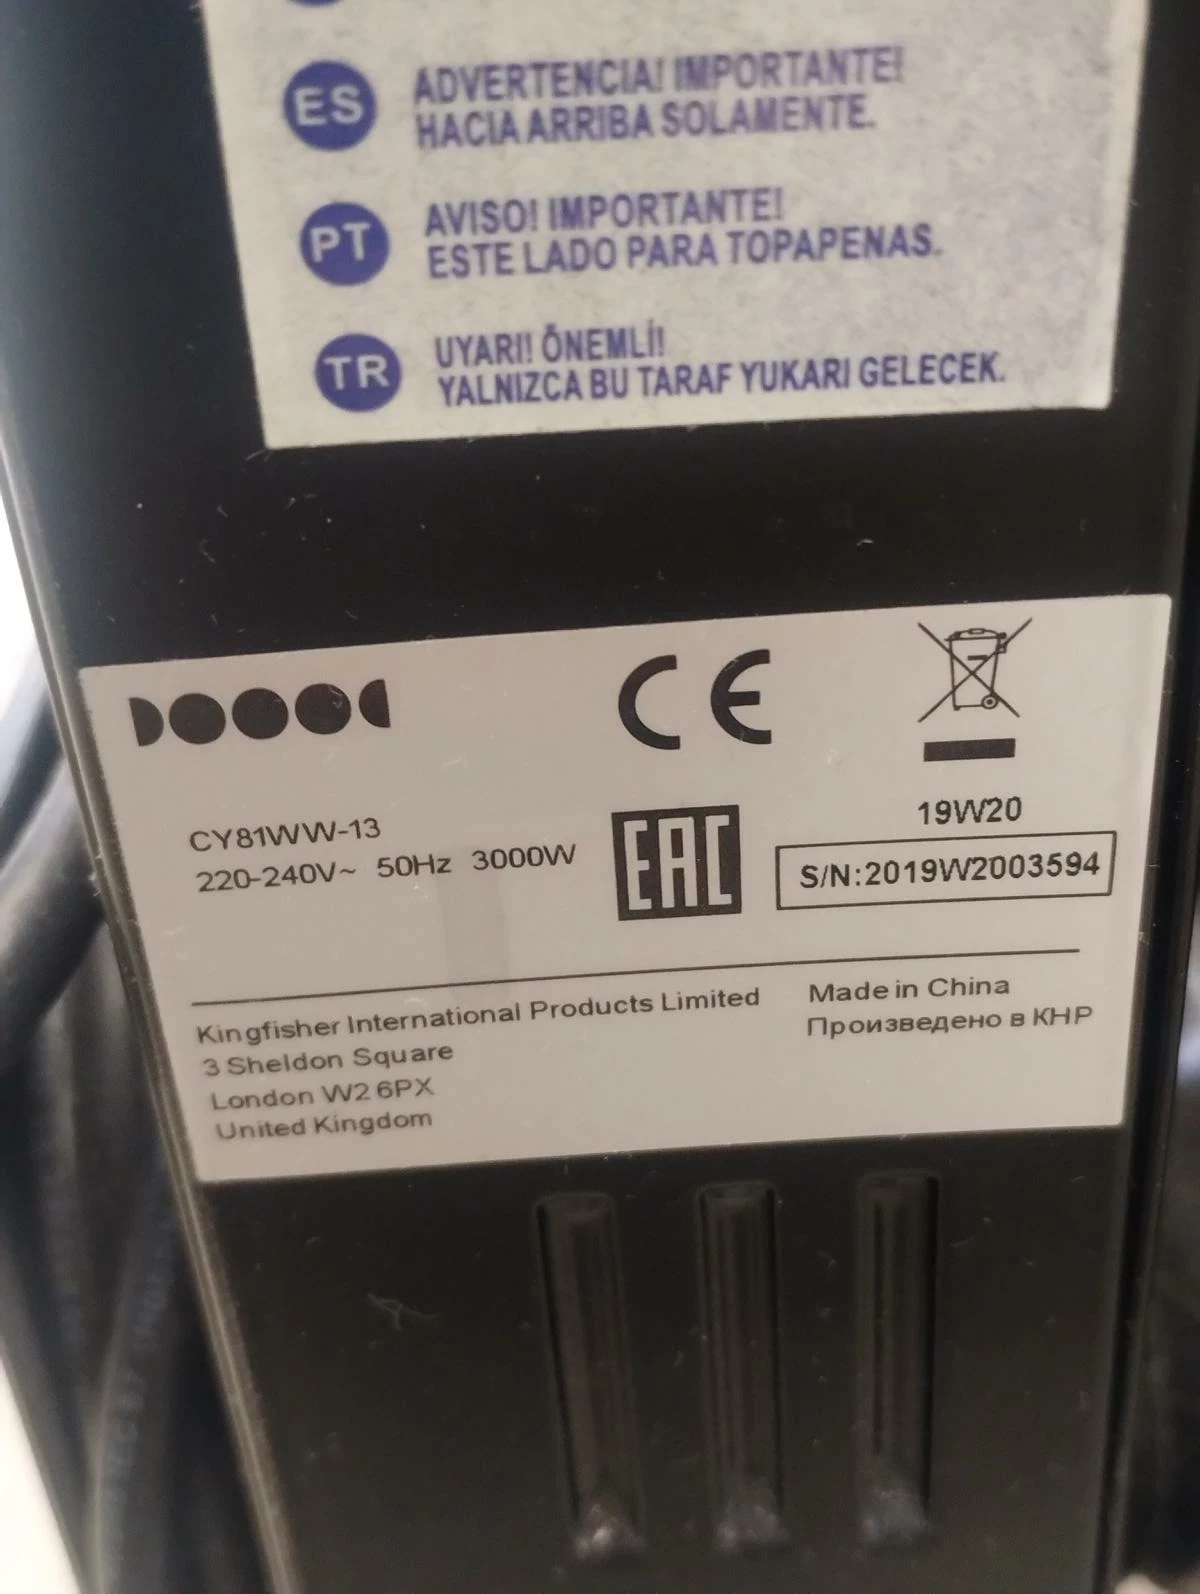 ES
ADVERTENCIA! IMPORTANTE!
HACIA ARRIBA SOLAMENTE.
PT
AVISO! IMPORTANTE!
ESTE LADO PARA TOPAPENAS.
TR
UYARI! ÖNEMLİ!
YALNIZCA BU TARAF YUKARI GELECEK.
CE
CY81WW-13
220-240V~ 50Hz 3000W
EAC
19W20
S/N:2019W2003594
Kingfisher International Products Limited
3 Sheldon Square
London W2 6PX
United Kingdom
Made in China
Произведено в КНР